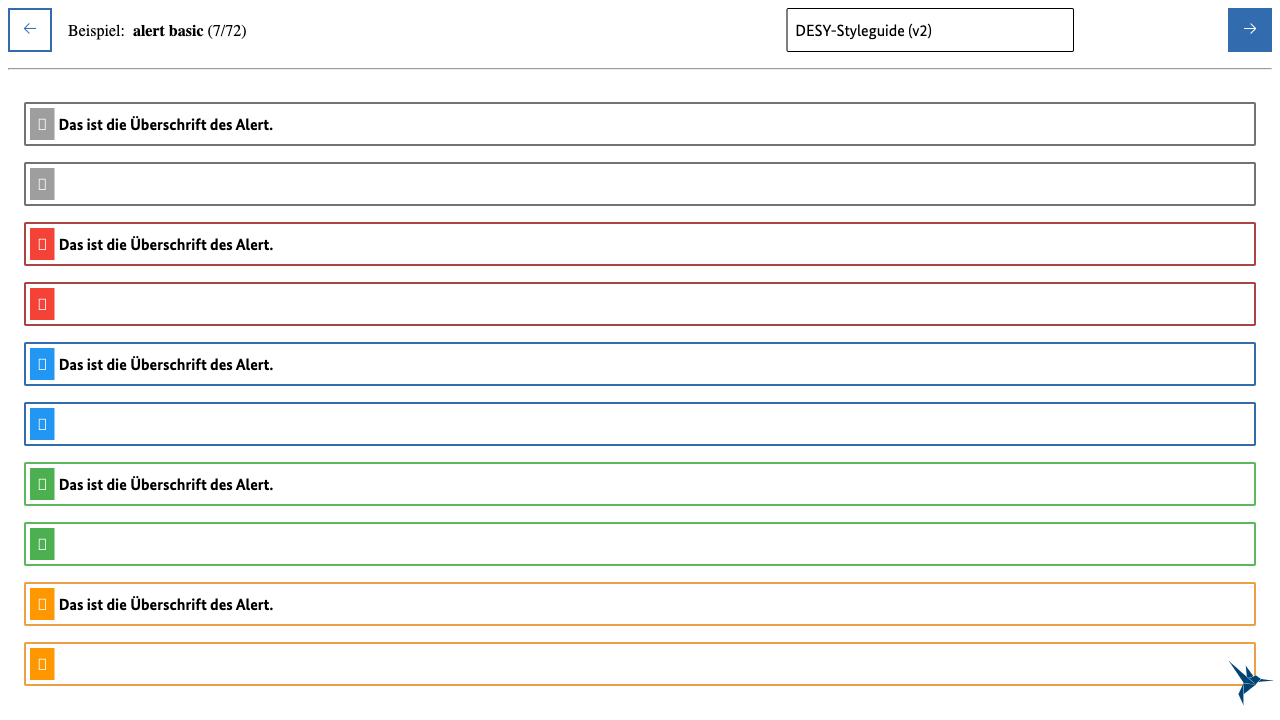 Beispiel: alert basic (7/72)
DESY-Styleguide (v2)
Das ist die Überschrift des Alert.
Das ist die Überschrift des Alert.
Das ist die Überschrift des Alert.
Das ist die Überschrift des Alert.
Das ist die Überschrift des Alert.